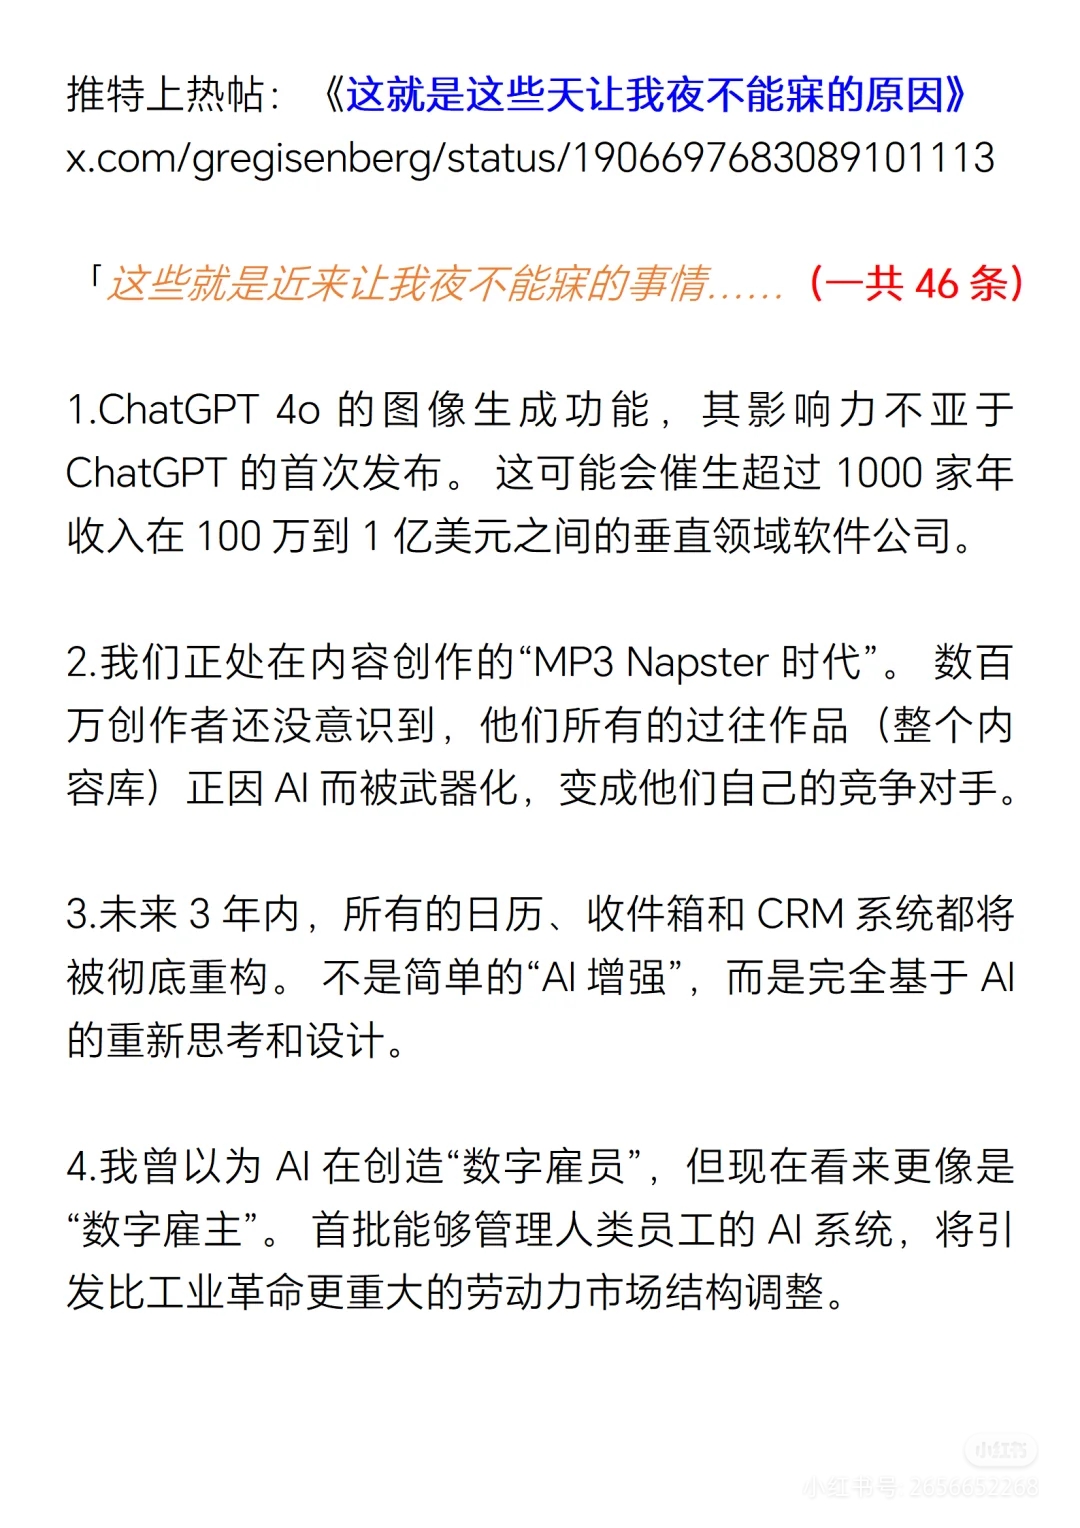 推特上热帖：《这就是这些天让我夜不能寐的原因》
x.com/gregisenberg/status/1906697683089101113
「这些就是近来让我夜不能寐的事情……（一共 46 条）
1.ChatGPT 4o 的图像生成功能，其影响力不亚于
ChatGPT 的首次发布。 这可能会催生超过 1000 家年
收入在 100 万到 1 亿美元之间的垂直领域软件公司。
2.我们正处在内容创作的“MP3 Napster 时代”。 数百
万创作者还没意识到，他们所有的过往作品（整个内
容库）正因 AI 而被武器化，变成他们自己的竞争对手。
3.未来 3 年内，所有的日历、收件箱和 CRM 系统都将
被彻底重构。 不是简单的“AI 增强”，而是完全基于 AI
的重新思考和设计。
4.我曾以为 AI 在创造“数字雇员”，但现在看来更像是
“数字雇主”。 首批能够管理人类员工的 AI 系统，将引
发比工业革命更重大的劳动力市场结构调整。
小红书
小红书号: 2656652268